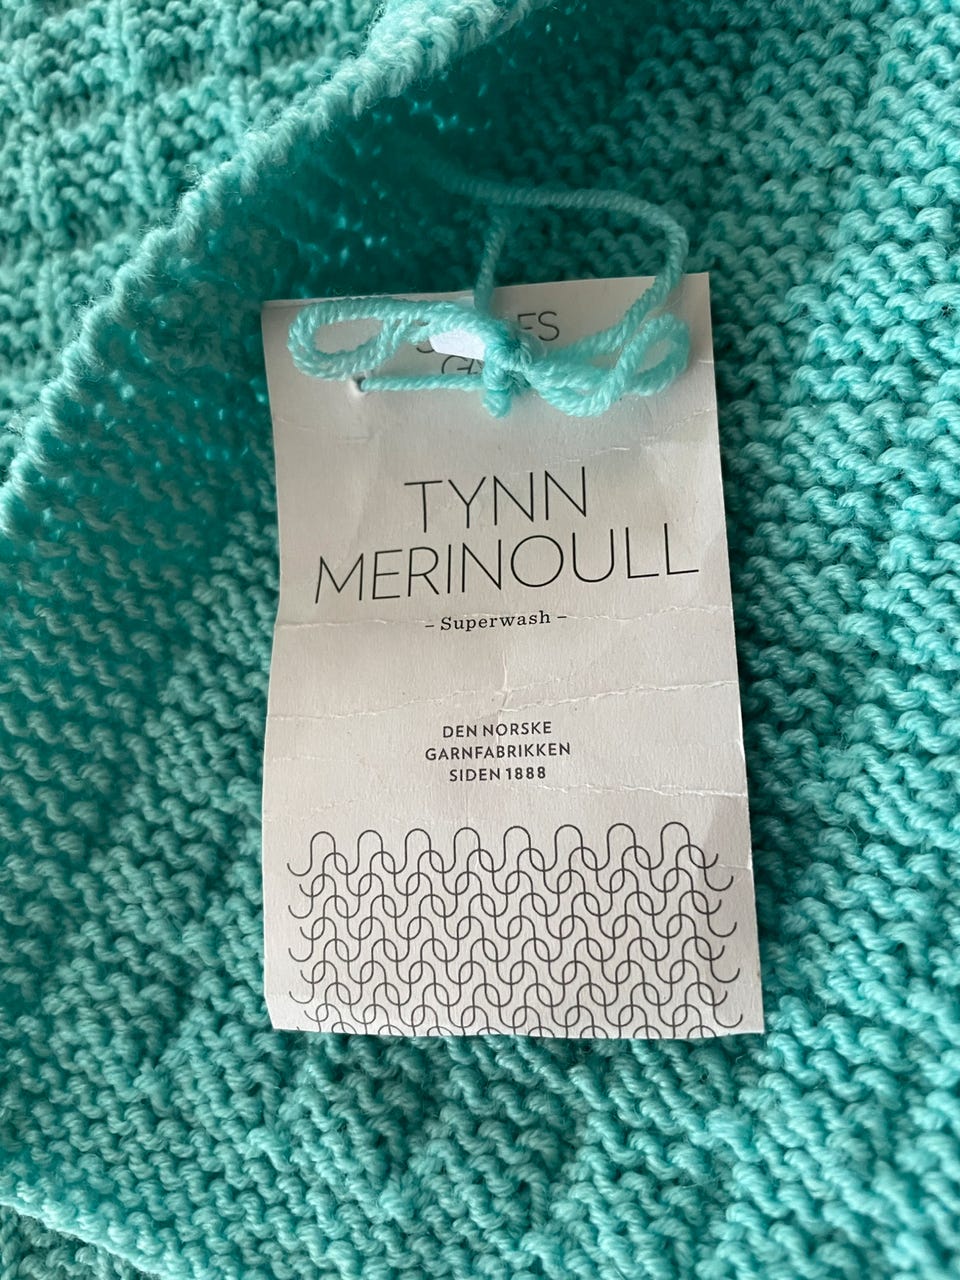 TYNN
MERINOULL
– Superwash –
DEN NORSKE
GARNFABRIKKEN
SIDEN 1888